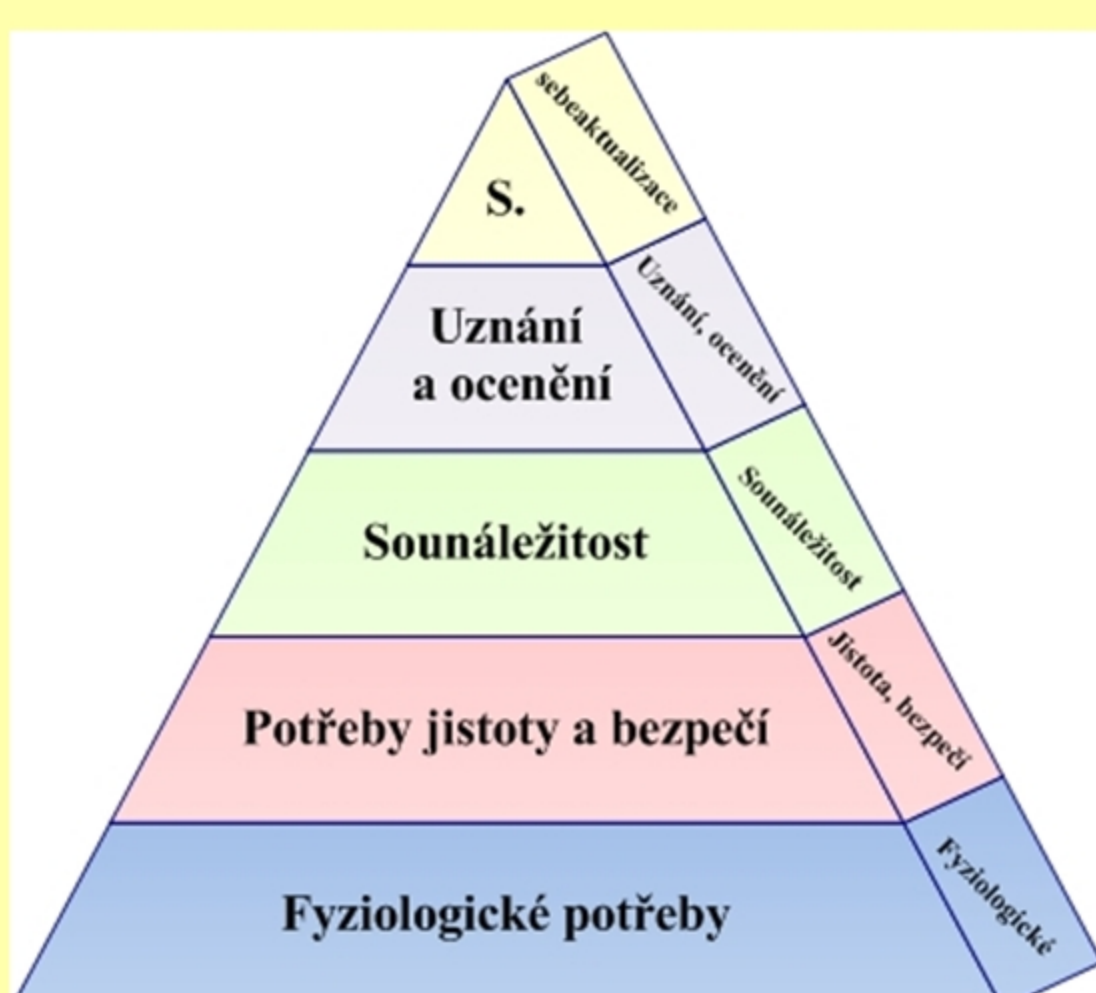 sebeaktualizace
S.
Uznání
a ocenění
Uznání, ocenění
Sounáležitost
Sounáležitost
Potřeby jistoty a bezpečí
Jistota, bezpečí
Fyziologické potřeby
Fyziologické